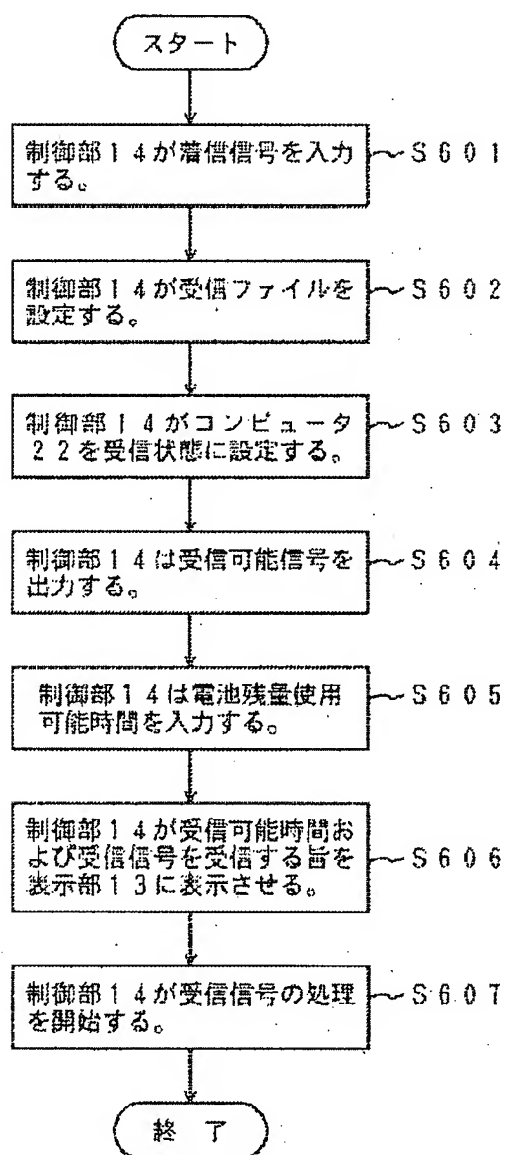 スタート
制御部１４が着信信号を入力
する。
～Ｓ６０１
制御部１４が受信ファイルを
設定する。
～Ｓ６０２
制御部１４がコンピュータ
２２を受信状態に設定する。
～Ｓ６０３
制御部１４は受信可能信号を
出力する。
～Ｓ６０４
制御部１４は電池残量使用
可能時間を入力する。
～Ｓ６０５
制御部１４が受信可能時間お
よび受信信号を受信する旨を
表示部１３に表示させる。
～Ｓ６０６
制御部１４が受信信号の処理
を開始する。
～Ｓ６０７
終 了